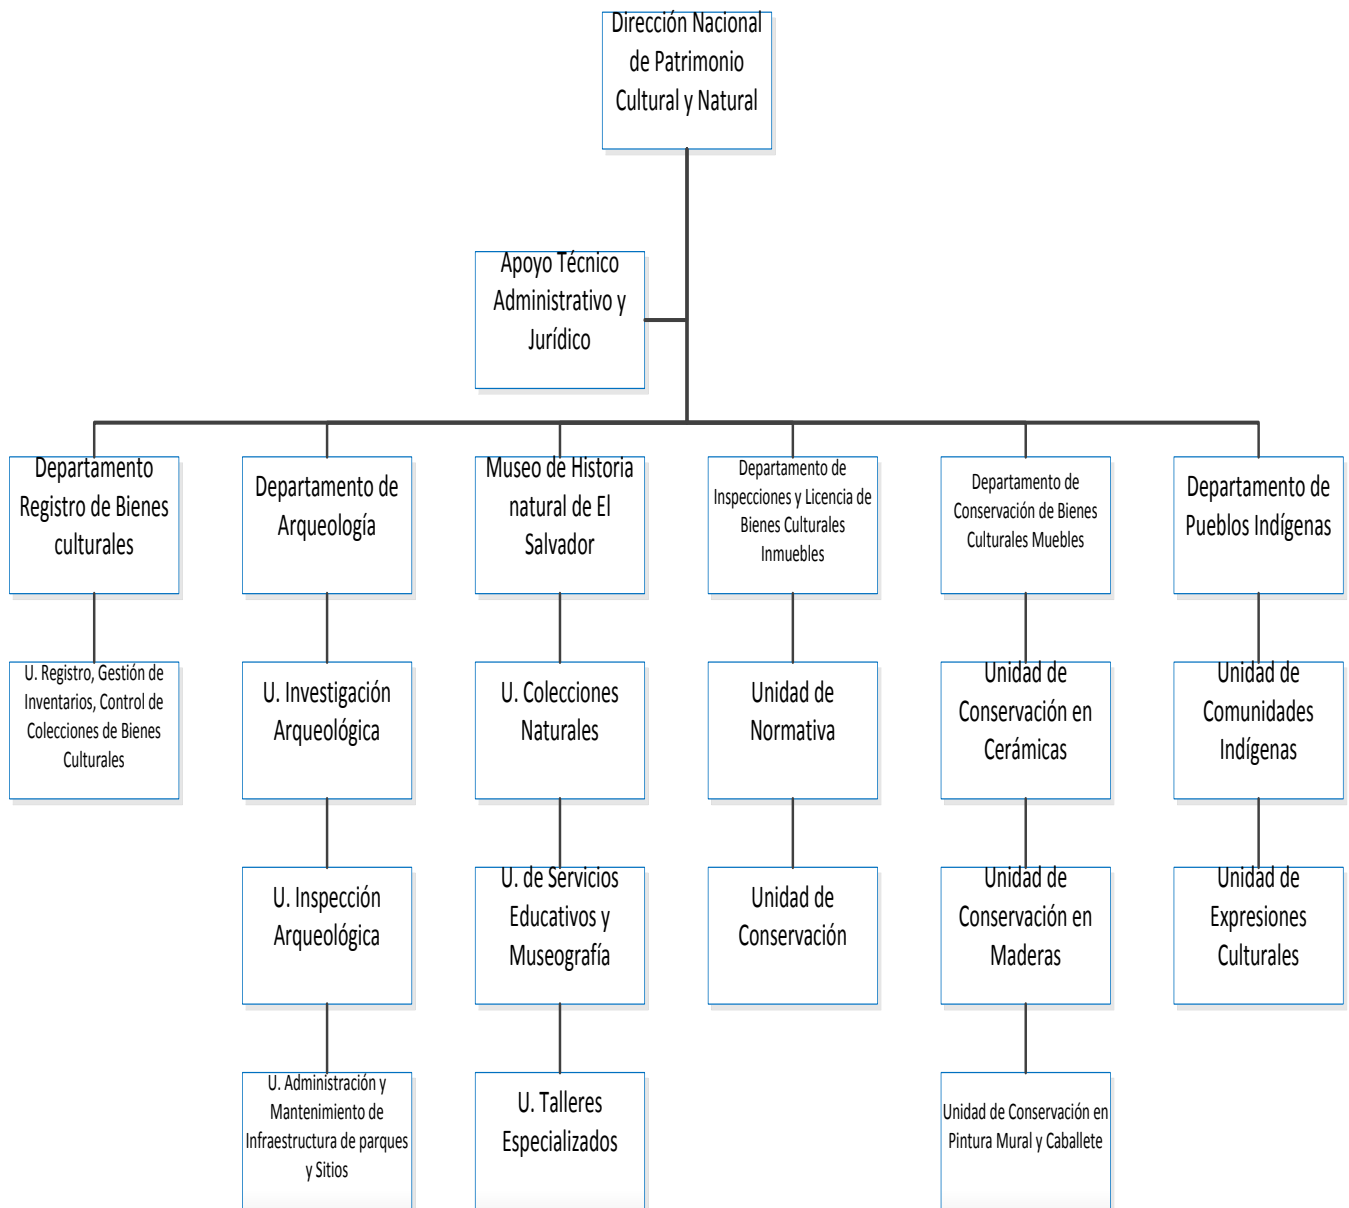 Dirección Nacional
de Patrimonio
Cultural y Natural
Apoyo Técnico
Administrativo y
Jurídico
Departamento
Registro de Bienes
culturales
Departamento de
Arqueología
Museo de Historia
natural de El
Salvador
Departamento de
Inspecciones y Licencia de
Bienes Culturales
Inmuebles
Departamento de
Conservación de Bienes
Culturales Muebles
Departamento de
Pueblos Indígenas
U. Registro, Gestión de
Inventarios, Control de
Colecciones de Bienes
Culturales
U. Investigación
Arqueológica
U. Colecciones
Naturales
Unidad de
Normativa
Unidad de
Conservación en
Cerámicas
Unidad de
Comunidades
Indígenas
U. Inspección
Arqueológica
U. de Servicios
Educativos y
Museografía
Unidad de
Conservación
Unidad de
Conservación en
Maderas
Unidad de
Expresiones
Culturales
U. Administración y
Mantenimiento de
Infraestructura de parques
y Sitios
U. Talleres
Especializados
Unidad de Conservación en
Pintura Mural y Caballete